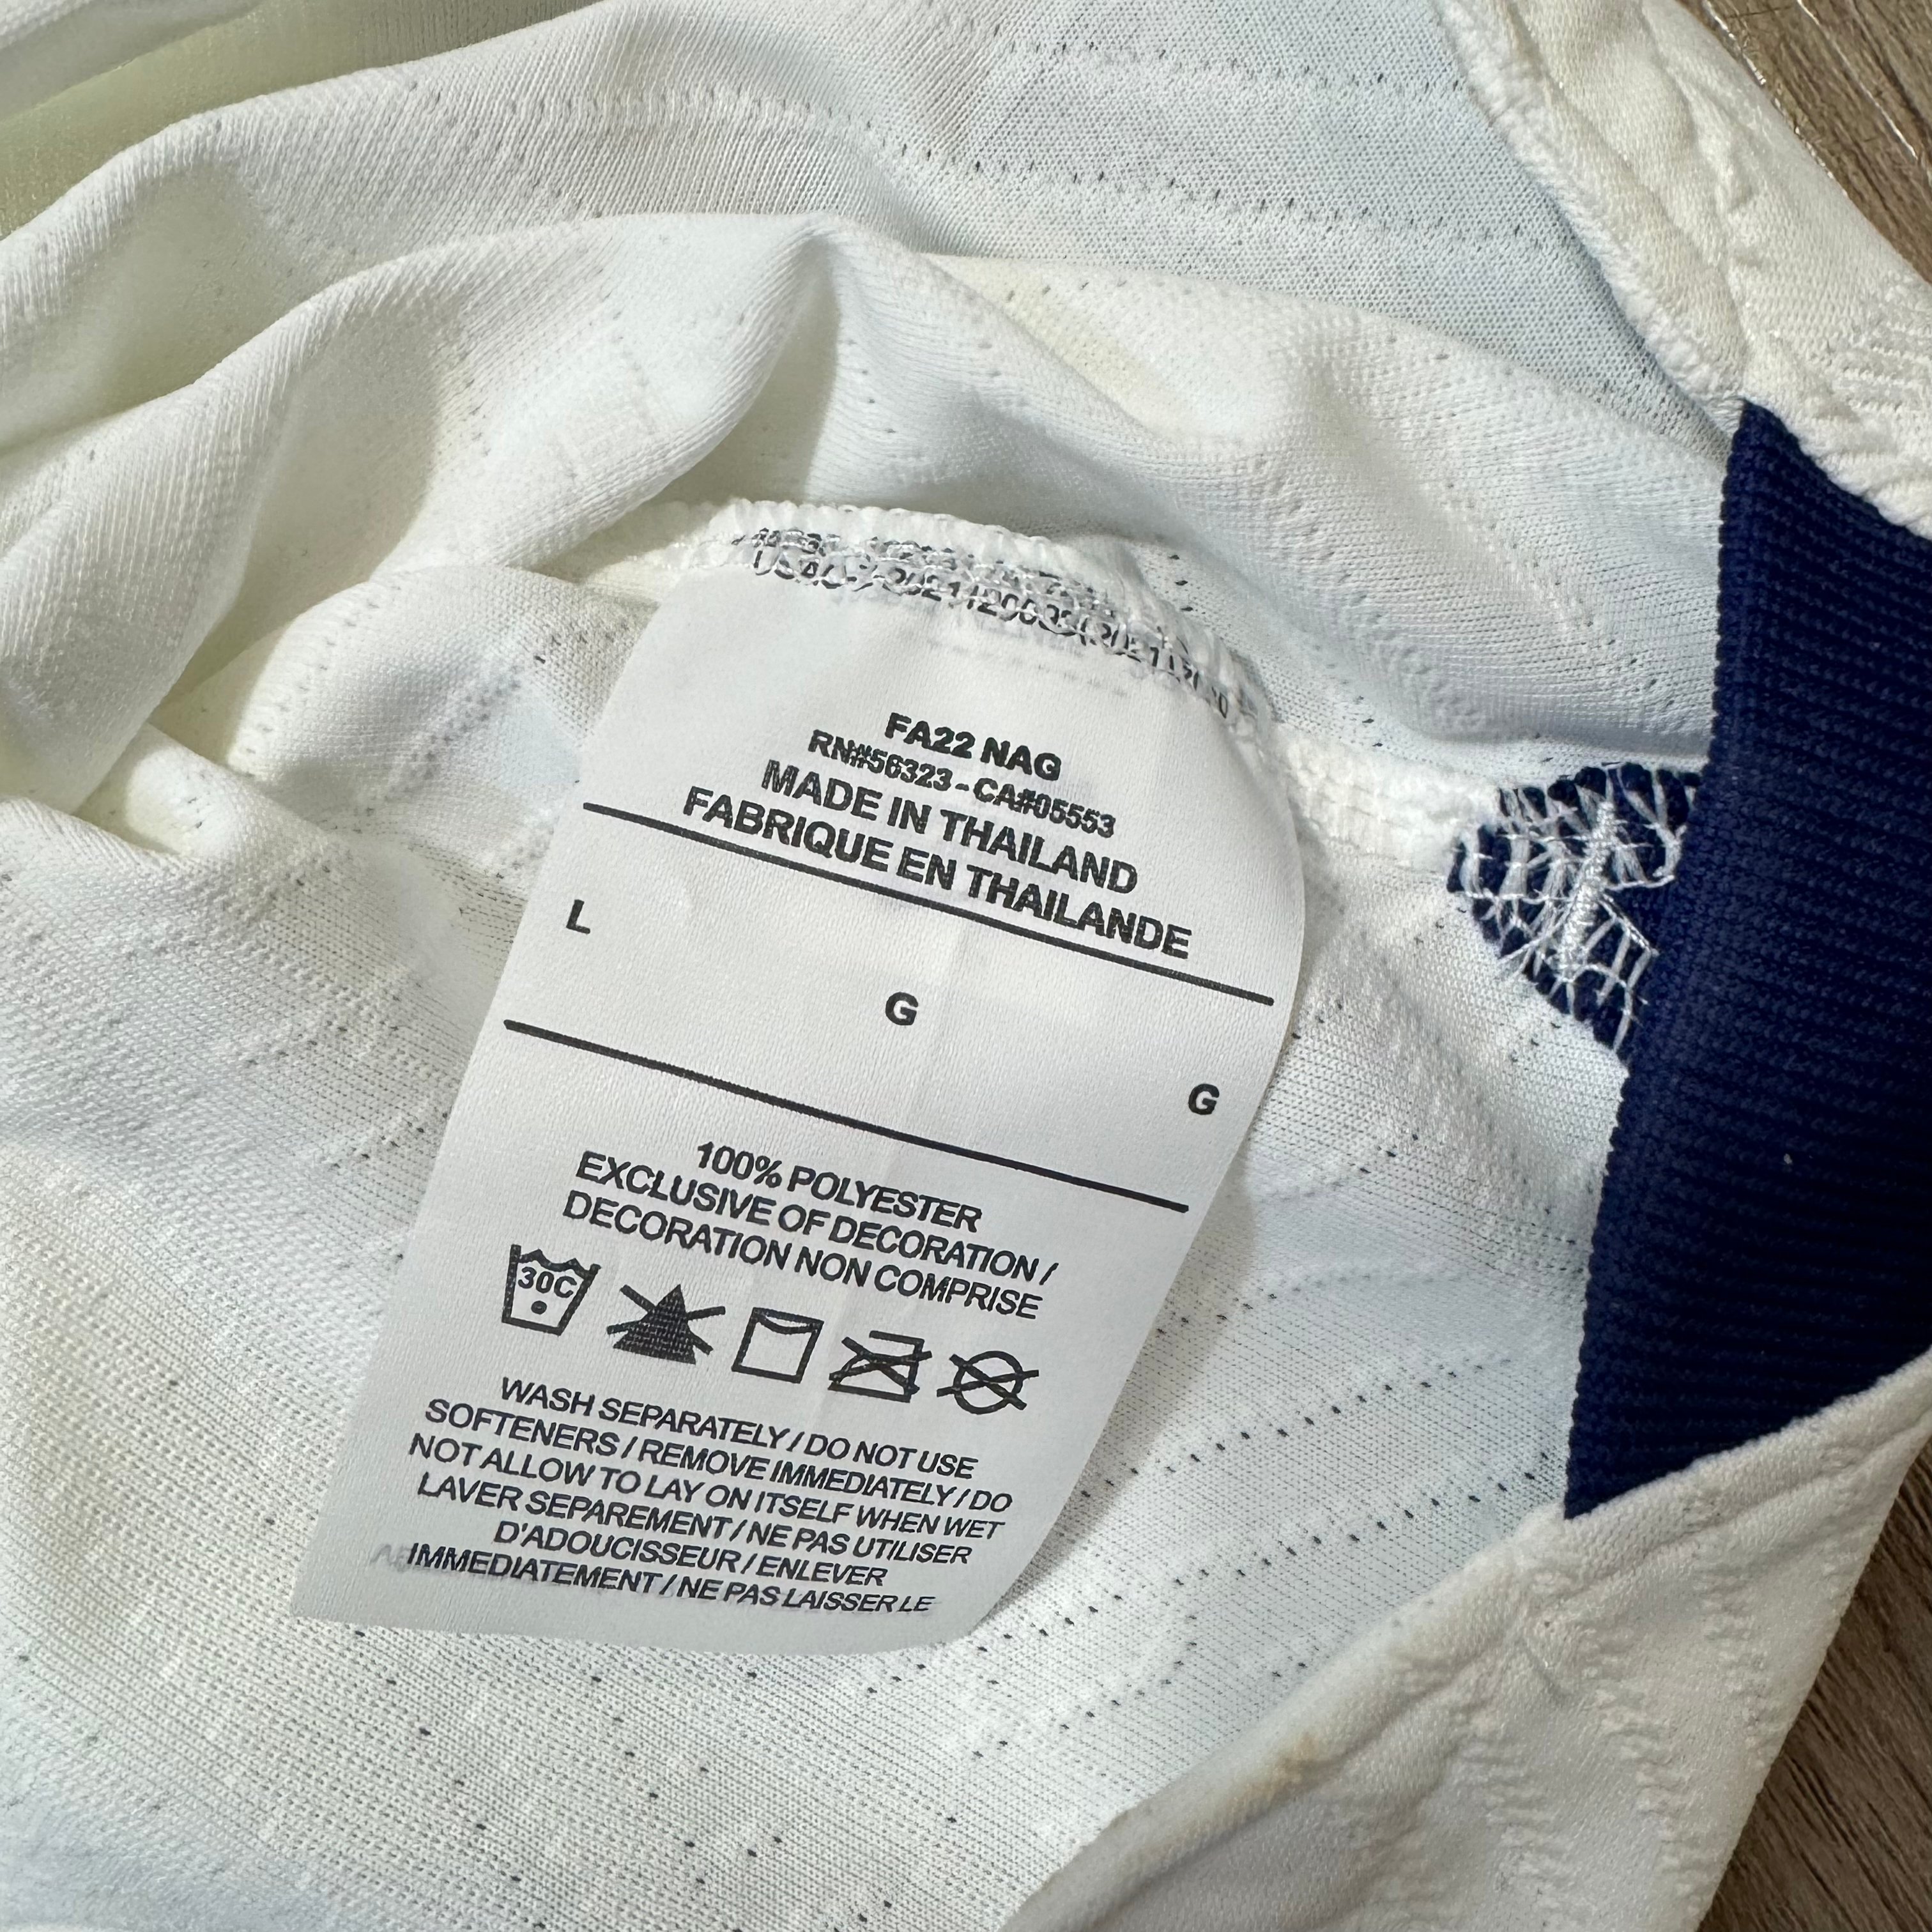 FA22 NAG
RN#56323 - CA#05553
MADE IN THAILAND
FABRIQUE EN THAILANDE
L G G
100% POLYESTER
EXCLUSIVE OF DECORATION /
DECORATION NON COMPRISE
30C
WASH SEPARATELY / DO NOT USE
SOFTENERS / REMOVE IMMEDIATELY / DO
NOT ALLOW TO LAY ON ITSELF WHEN WET
LAVER SEPAREMENT / NE PAS UTILISER
D'ADOUCISSEUR / ENLEVER
IMMEDIATEMENT / NE PAS LAISSER LE